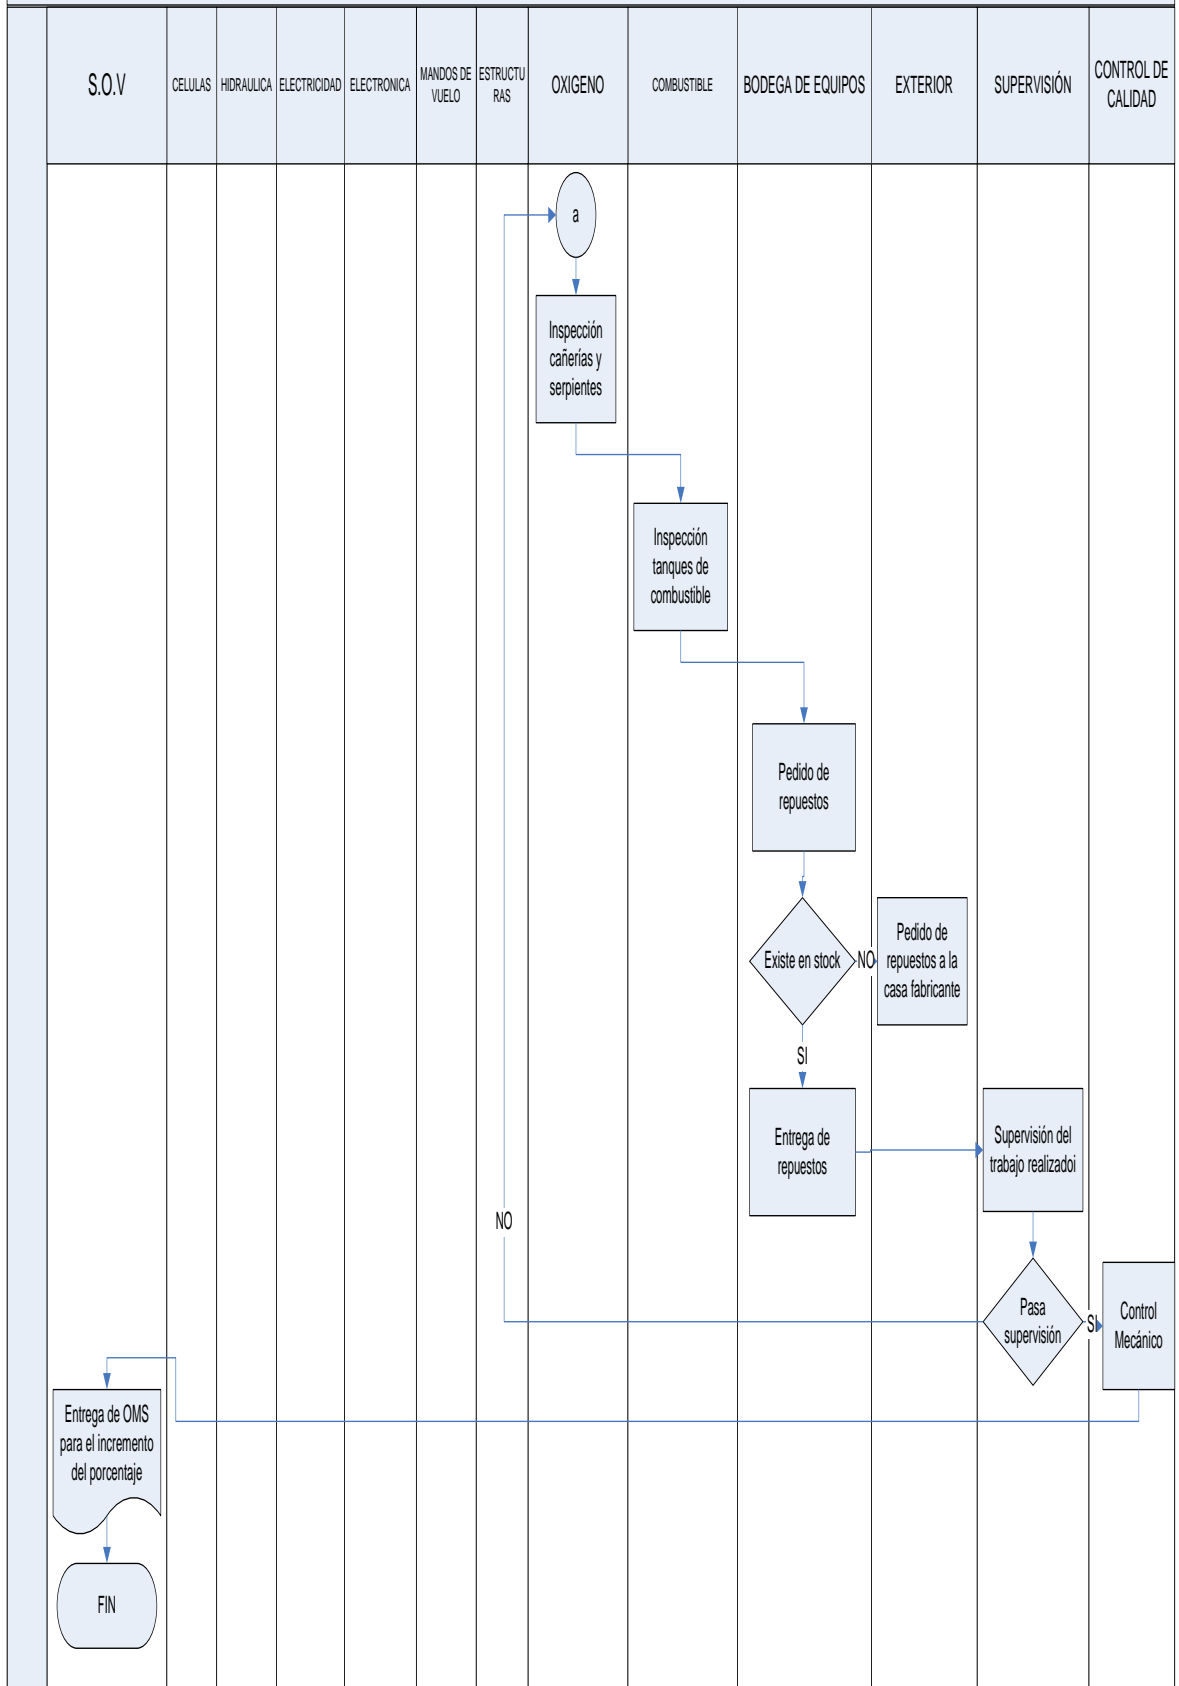 S.O.V
CELULAS
HIDRAULICA
ELECTRICIDAD
ELECTRONICA
MANDOS DE
VUELO
ESTRUCTU
RAS
OXIGENO
COMBUSTIBLE
BODEGA DE EQUIPOS
EXTERIOR
SUPERVISIÓN
CONTROL DE
CALIDAD
a
Inspección
cañerías y
serpientes
Inspección
tanques de
combustible
Pedido de
repuestos
Existe en stock
NO
Pedido de
repuestos a la
casa fabricante
SI
Entrega de
repuestos
Supervisión del
trabajo realizadoi
NO
Pasa
supervisión
SI
Control
Mecánico
Entrega de OMS
para el incremento
del porcentaje
FIN